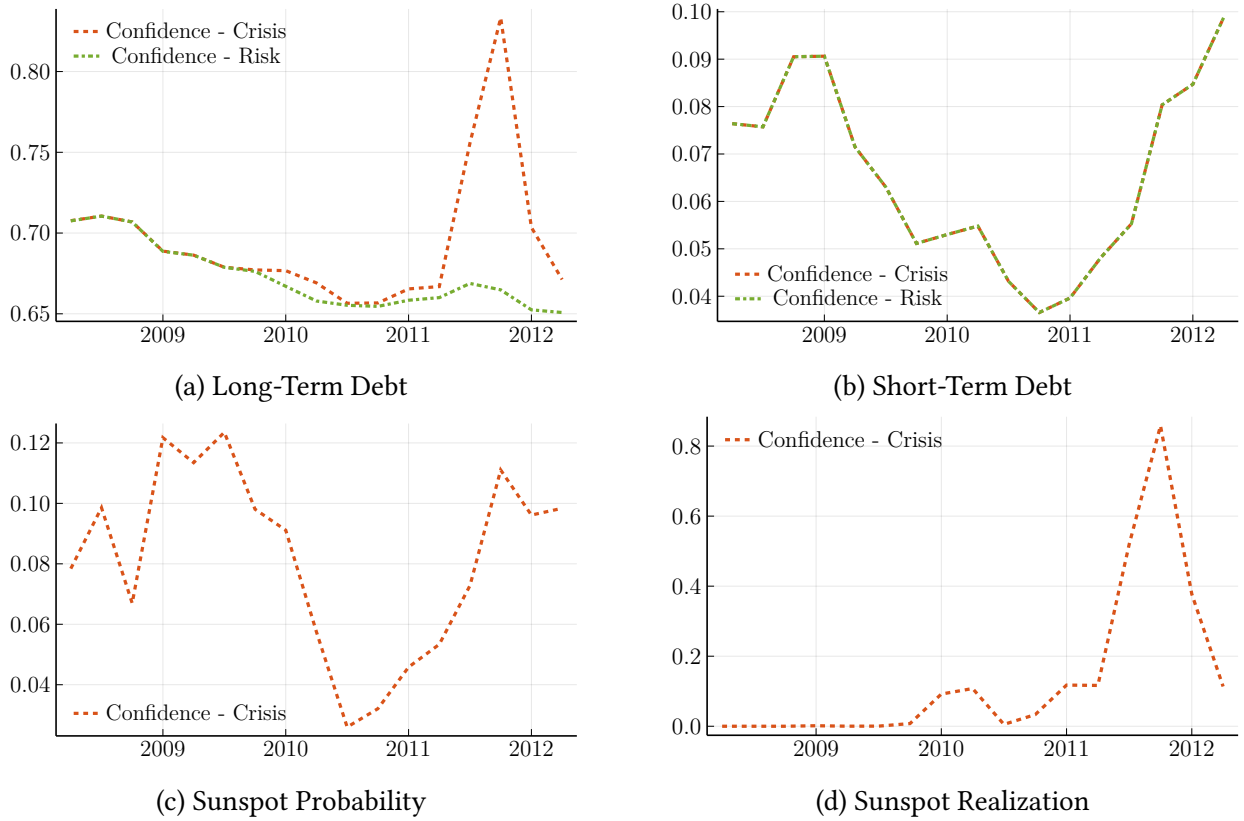 Confidence - Crisis
Confidence - Risk
0.80
0.75
0.70
0.65
2009 2010 2011 2012
(a) Long-Term Debt
0.10
0.09
0.08
0.07
0.06
0.05
0.04
Confidence - Crisis
Confidence - Risk
2009 2010 2011 2012
(b) Short-Term Debt
0.12
0.10
0.08
0.06
0.04
Confidence - Crisis
2009 2010 2011 2012
(c) Sunspot Probability
Confidence - Crisis
0.8
0.6
0.4
0.2
0.0
2009 2010 2011 2012
(d) Sunspot Realization